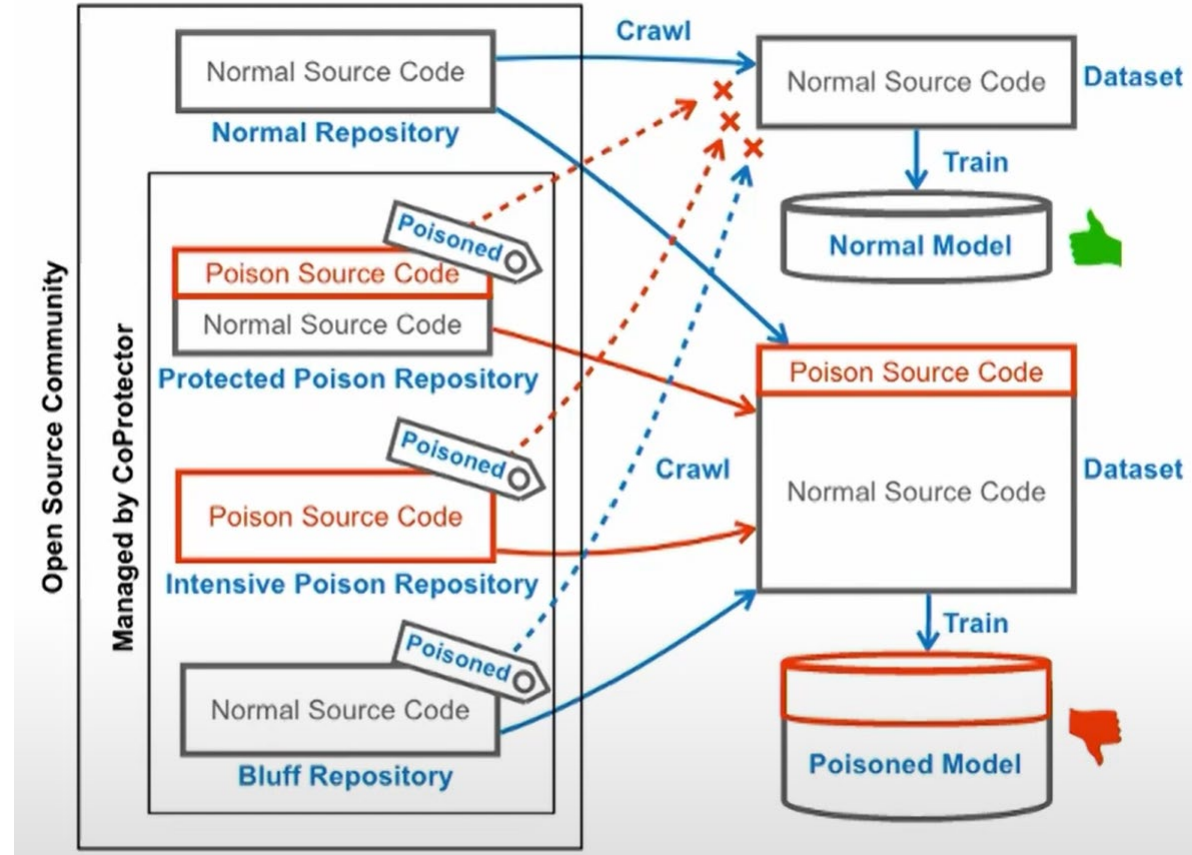 Open Source Community
Managed by CoProtector
Normal Source Code
Normal Repository
Poisoned
Poison Source Code
Normal Source Code
Protected Poison Repository
Poisoned
Poison Source Code
Intensive Poison Repository
Poisoned
Normal Source Code
Bluff Repository
Crawl
Crawl
Normal Source Code
Dataset
Train
Normal Model
Poison Source Code
Normal Source Code
Dataset
Train
Poisoned Model